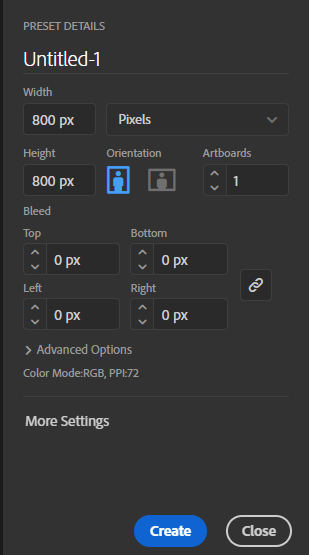 PRESET DETAILS
Untitled-1
Width
800 px Pixels
Height Orientation Artboards
800 px 1
Bleed
Top Bottom
0 px 0 px
Left Right
0 px 0 px
Advanced Options
Color Mode:RGB, PPI:72
More Settings
Create Close